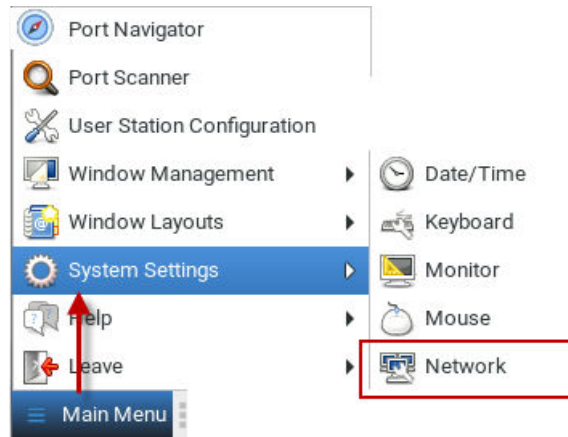 Port Navigator
Port Scanner
User Station Configuration
Window Management
Window Layouts
System Settings
Help
Leave
Main Menu
Date/Time
Keyboard
Monitor
Mouse
Network